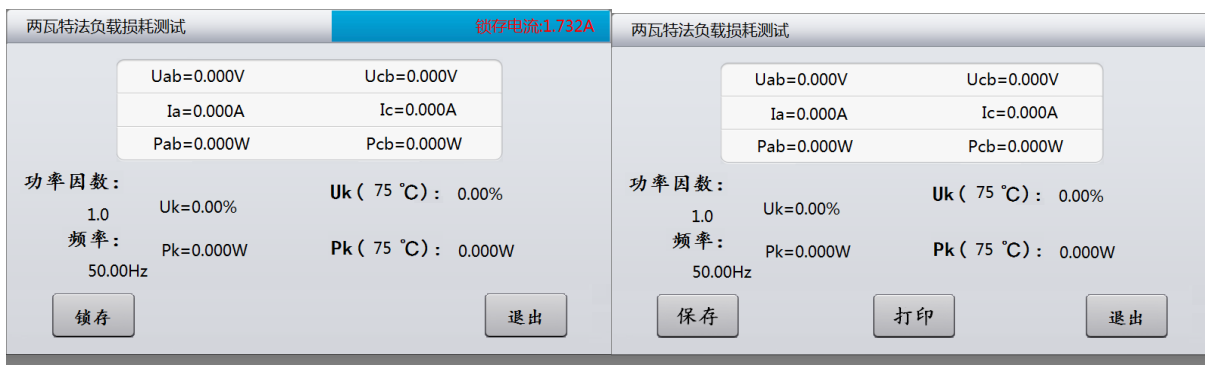 两瓦特法负载损耗测试
锁存电流:1.732A
Uab=0.000V
Ucb=0.000V
Ia=0.000A
Ic=0.000A
Pab=0.000W
Pcb=0.000W
功率因数：
1.0
Uk=0.00%
Uk( 75 ℃)： 0.00%
频率：
50.00Hz
Pk=0.000W
Pk( 75 ℃)： 0.000W
锁存
退出
两瓦特法负载损耗测试
Uab=0.000V
Ucb=0.000V
Ia=0.000A
Ic=0.000A
Pab=0.000W
Pcb=0.000W
功率因数：
1.0
Uk=0.00%
Uk( 75 ℃)： 0.00%
频率：
50.00Hz
Pk=0.000W
Pk( 75 ℃)： 0.000W
保存
打印
退出